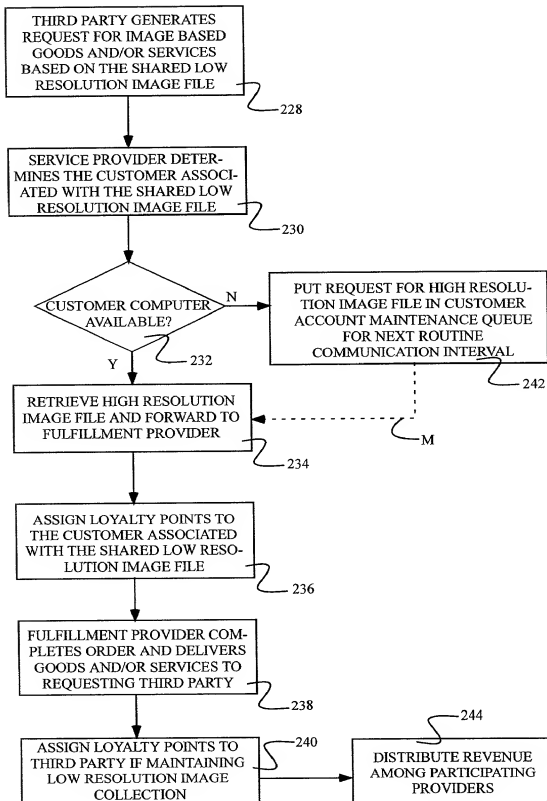 THIRD PARTY GENERATES
REQUEST FOR IMAGE BASED
GOODS AND/OR SERVICES
BASED ON THE SHARED LOW
RESOLUTION IMAGE FILE
228
SERVICE PROVIDER DETER-
MINES THE CUSTOMER ASSOCI-
ATED WITH THE SHARED LOW
RESOLUTION IMAGE FILE
230
CUSTOMER COMPUTER
AVAILABLE?
N
232
Y
PUT REQUEST FOR HIGH RESOLU-
TION IMAGE FILE IN CUSTOMER
ACCOUNT MAINTENANCE QUEUE
FOR NEXT ROUTINE
COMMUNICATION INTERVAL
242
RETRIEVE HIGH RESOLUTION
IMAGE FILE AND FORWARD TO
FULFILLMENT PROVIDER
234
M
ASSIGN LOYALTY POINTS TO
THE CUSTOMER ASSOCIATED
WITH THE SHARED LOW RESO-
LUTION IMAGE FILE
236
FULFILLMENT PROVIDER COM-
PLETES ORDER AND DELIVERS
GOODS AND/OR SERVICES TO
REQUESTING THIRD PARTY
238
ASSIGN LOYALTY POINTS TO
THIRD PARTY IF MAINTAINING
LOW RESOLUTION IMAGE
COLLECTION
240
244
DISTRIBUTE REVENUE
AMONG PARTICIPATING
PROVIDERS